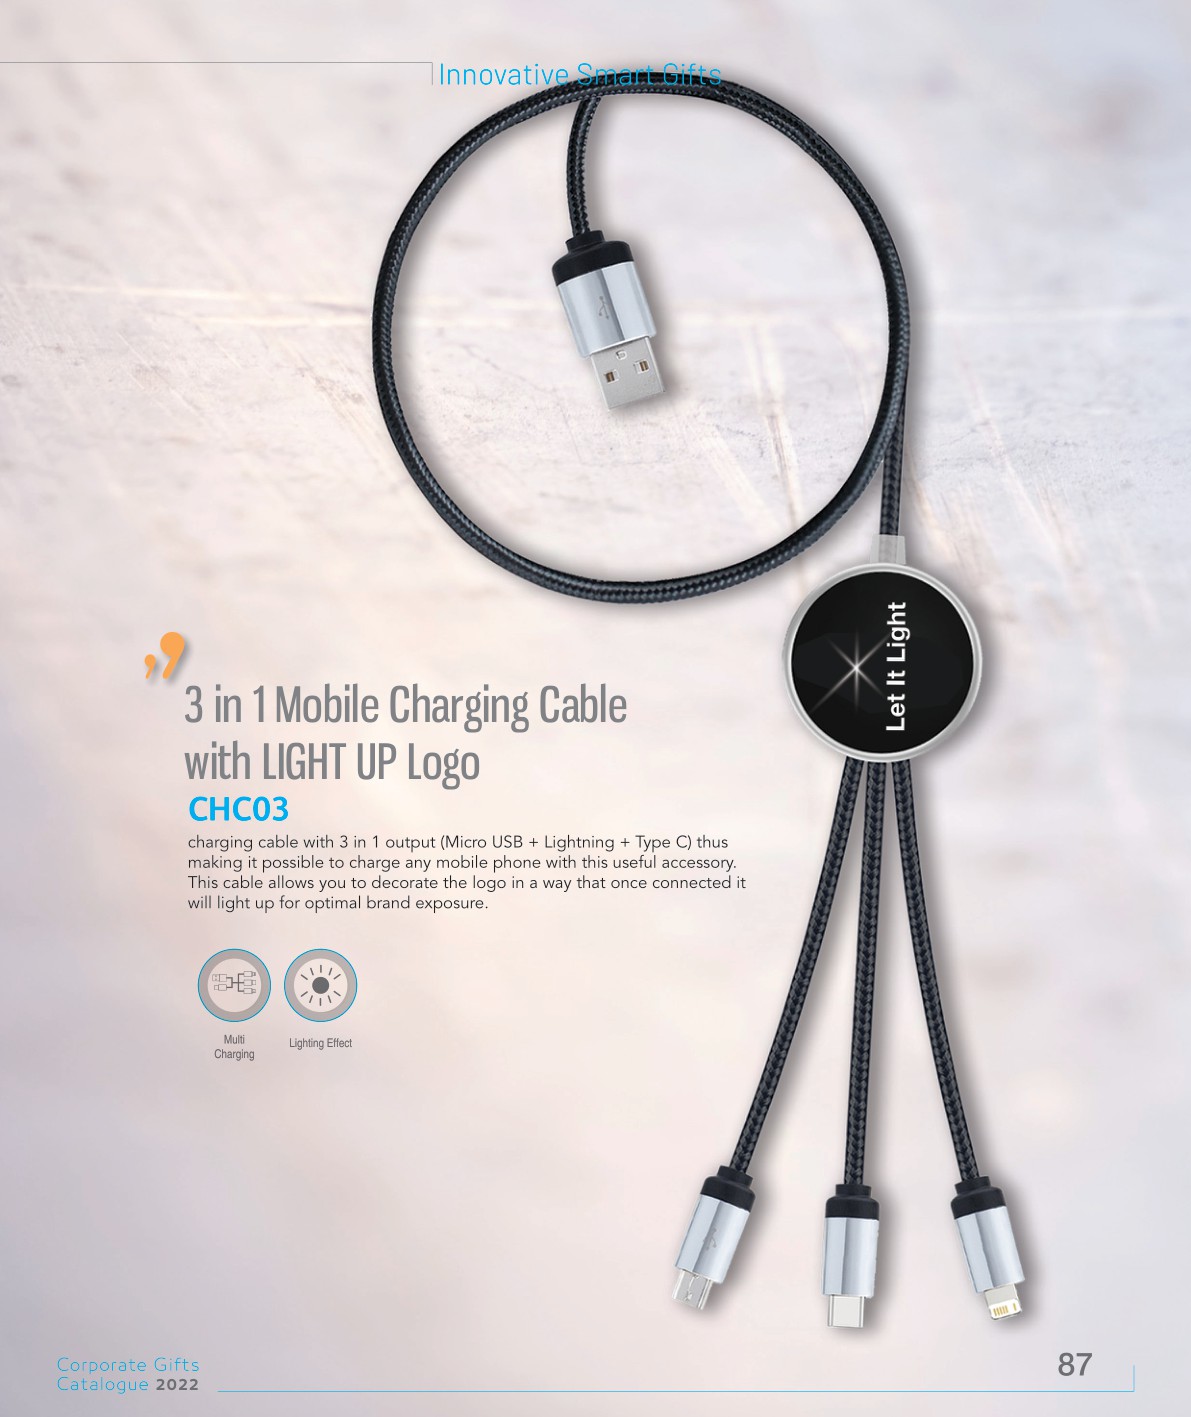 Innovative Smart Gifts
Let It Light
3 in 1 Mobile Charging Cable
with LIGHT UP Logo
CHC03
charging cable with 3 in 1 output (Micro USB + Lightning + Type C) thus
making it possible to charge any mobile phone with this useful accessory.
This cable allows you to decorate the logo in a way that once connected it
will light up for optimal brand exposure.
Multi
Charging
Lighting Effect
Corporate Gifts
Catalogue 2022
87